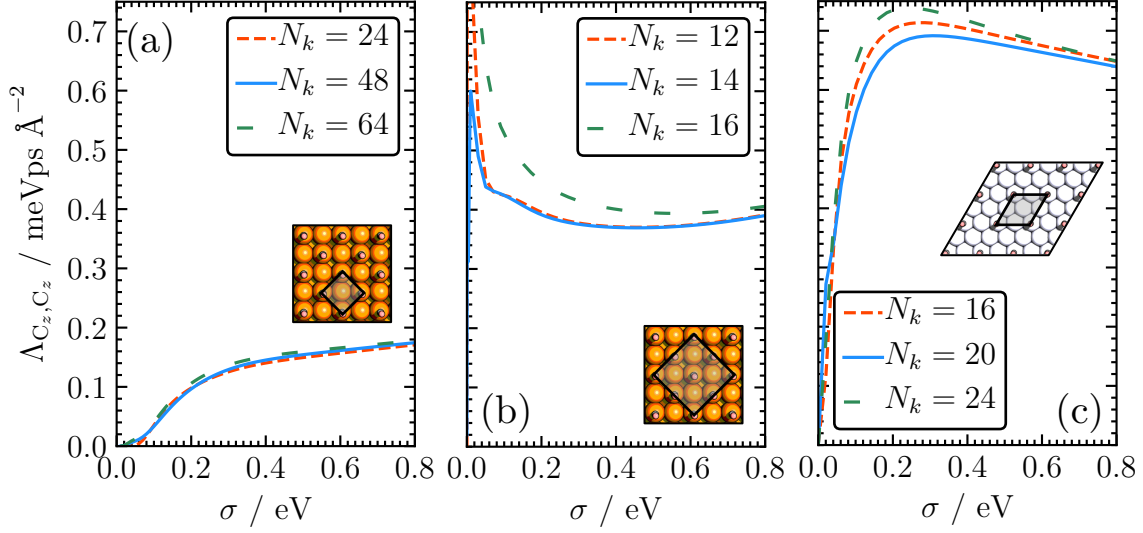 (a)
N_k = 24
N_k = 48
N_k = 64
Λ_{C_z,C_z} / meVps Å^{−2}
0.7
0.6
0.5
0.4
0.3
0.2
0.1
0.0
0.0 0.2 0.4 0.6 0.8
σ / eV
N_k = 12
N_k = 14
N_k = 16
(b)
0.0 0.2 0.4 0.6 0.8
σ / eV
N_k = 16
N_k = 20
N_k = 24
(c)
0.0 0.2 0.4 0.6 0.8
σ / eV